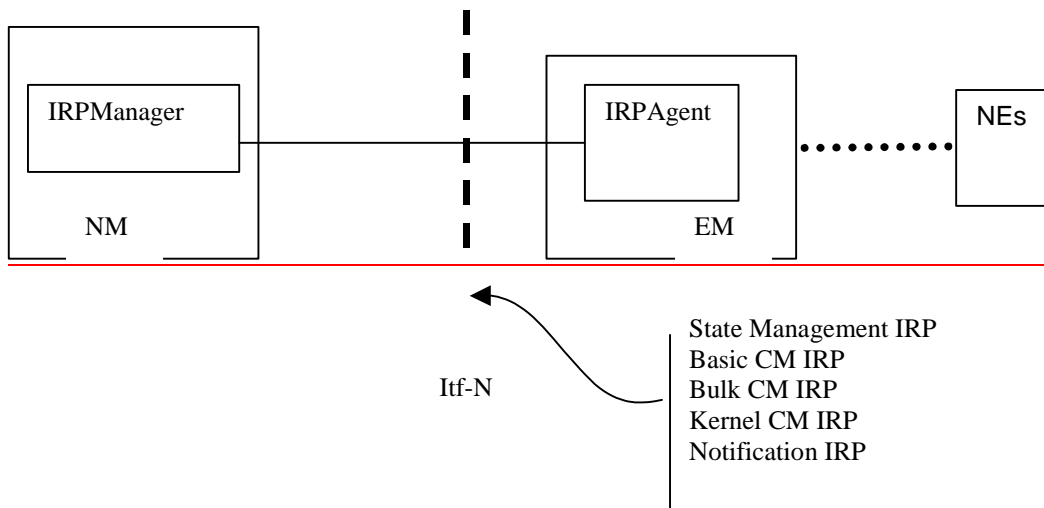 IRPManager
IRPAgent
NEs
NM
EM
Itf-N
State Management IRP
Basic CM IRP
Bulk CM IRP
Kernel CM IRP
Notification IRP